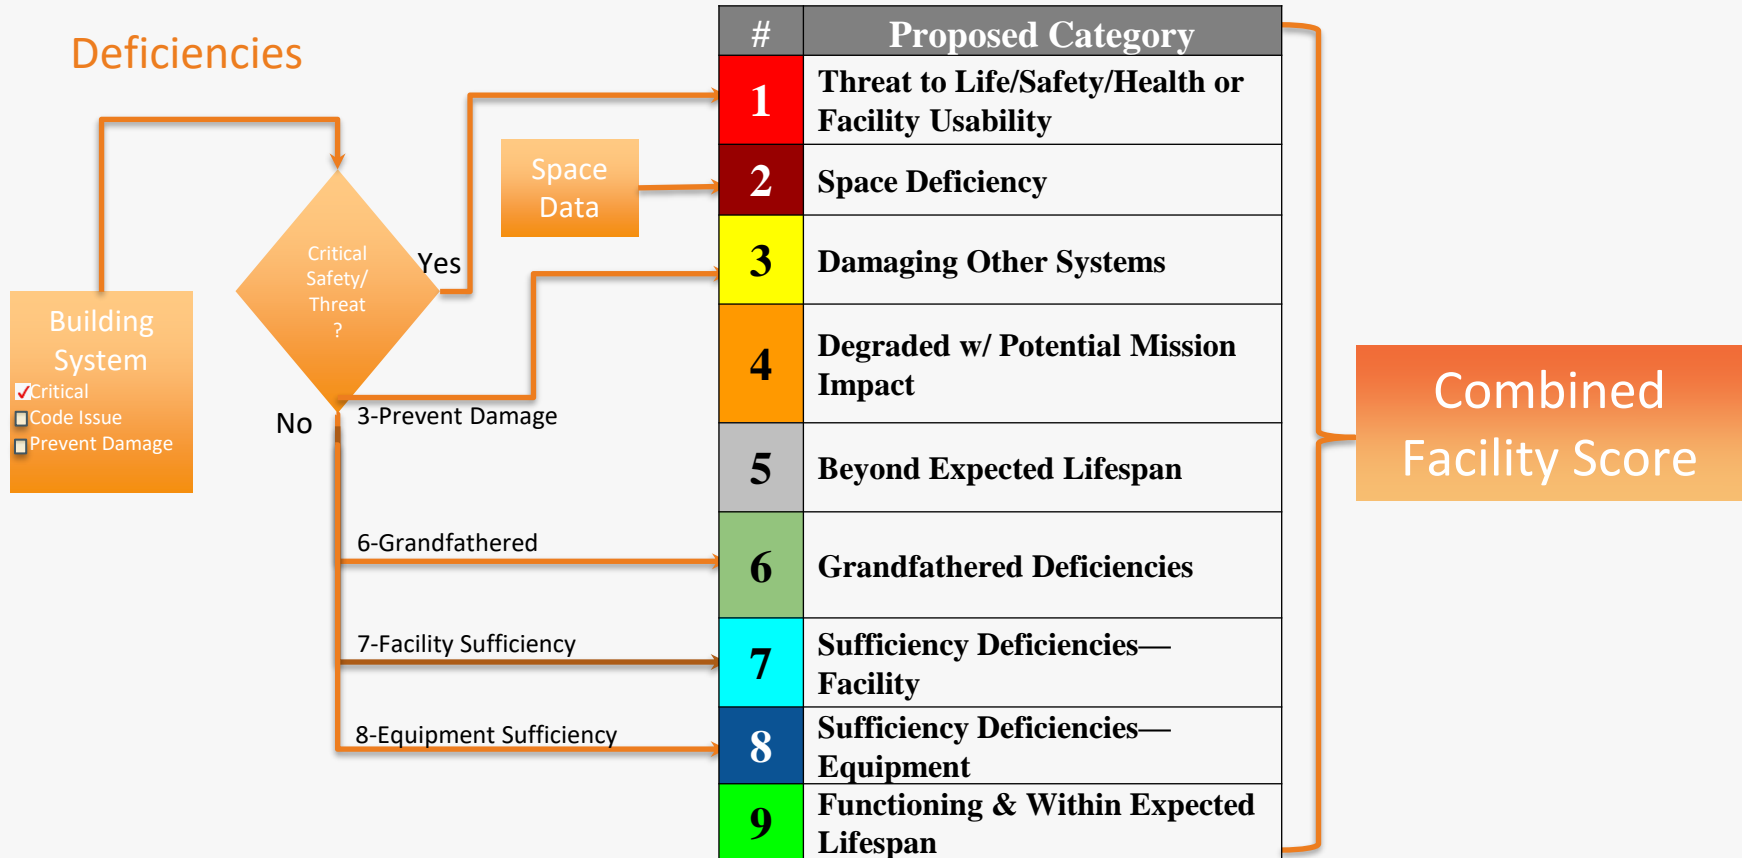 Deficiencies
Building
System
Critical
Code Issue
Prevent Damage
Critical
Safety/
Threat
?
Yes
No
Space
Data
3-Prevent Damage
6-Grandfathered
7-Facility Sufficiency
8-Equipment Sufficiency
# Proposed Category
1 Threat to Life/Safety/Health or
Facility Usability
2 Space Deficiency
3 Damaging Other Systems
4 Degraded w/ Potential Mission
Impact
5 Beyond Expected Lifespan
6 Grandfathered Deficiencies
7 Sufficiency Deficiencies—
Facility
8 Sufficiency Deficiencies—
Equipment
9 Functioning & Within Expected
Lifespan
Combined
Facility Score